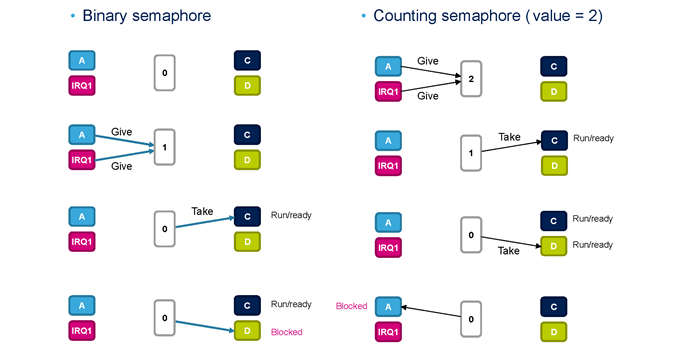 • Binary semaphore
A
IRQ1
0
C
D
A
IRQ1
Give
Give
1
C
D
A
IRQ1
0
Take
C
D
Run/ready
A
IRQ1
0
C
D
Run/ready
Blocked
• Counting semaphore ( value = 2)
A
IRQ1
Give
Give
2
C
D
A
IRQ1
1
Take
C
D
Run/ready
A
IRQ1
0
Take
C
D
Run/ready
Run/ready
Blocked
A
IRQ1
0
C
D